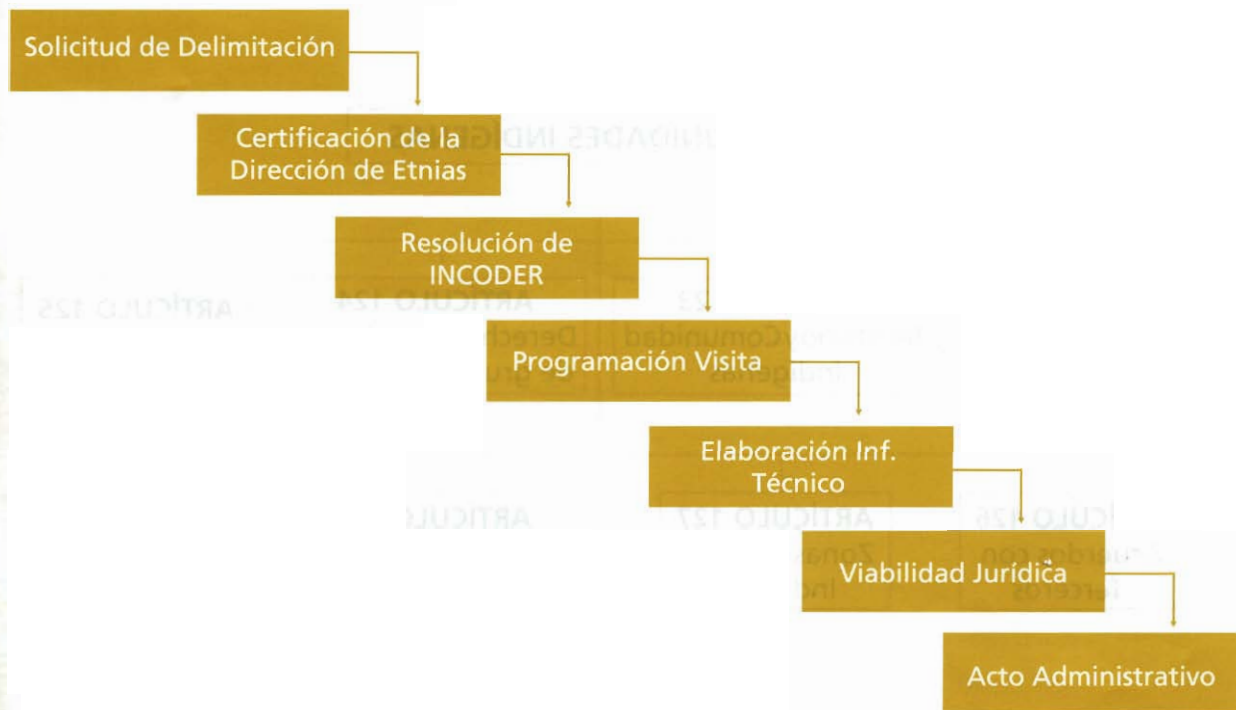 Solicitud de Delimitación
Certificación de la
Dirección de Etnias
Resolución de
INCODER
Programación Visita
Elaboración Inf.
Técnico
Viabilidad Jurídica
Acto Administrativo